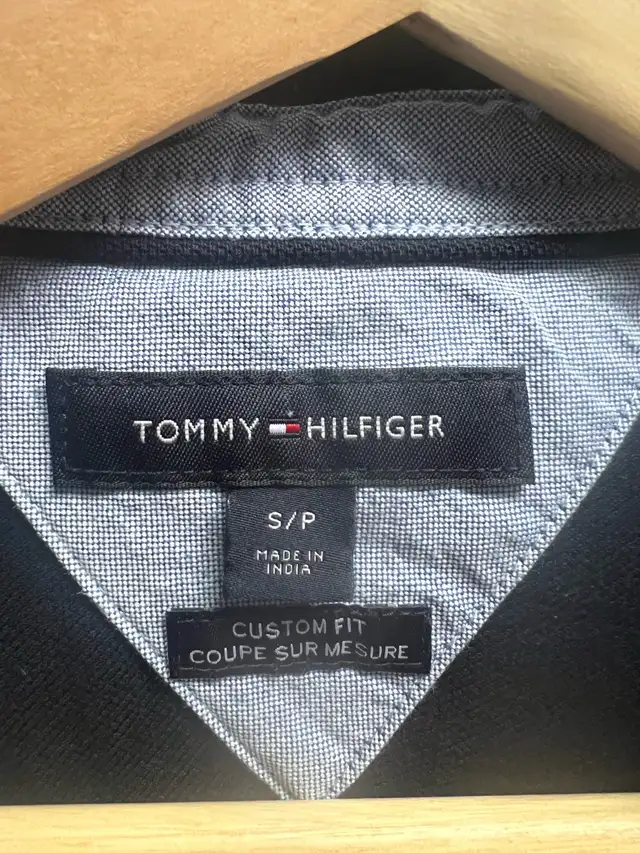 TOMMY HILFIGER
S/P
MADE IN
INDIA
CUSTOM FIT
COUPE SUR MESURE